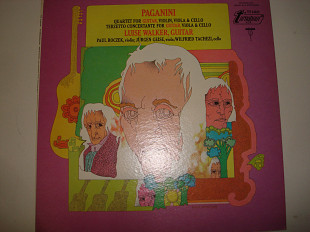 PAGANINI
QUARTET FOR GUITAR, VIOLIN, VIOLA & CELLO
TERZETTO CONCERTANTE FOR GUITAR, VIOLA & CELLO
LUISE WALKER, GUITAR
PAUL ROCZEK, violin; JÜRGEN GEISE, viola; WILFRIED TACHEZI, cello